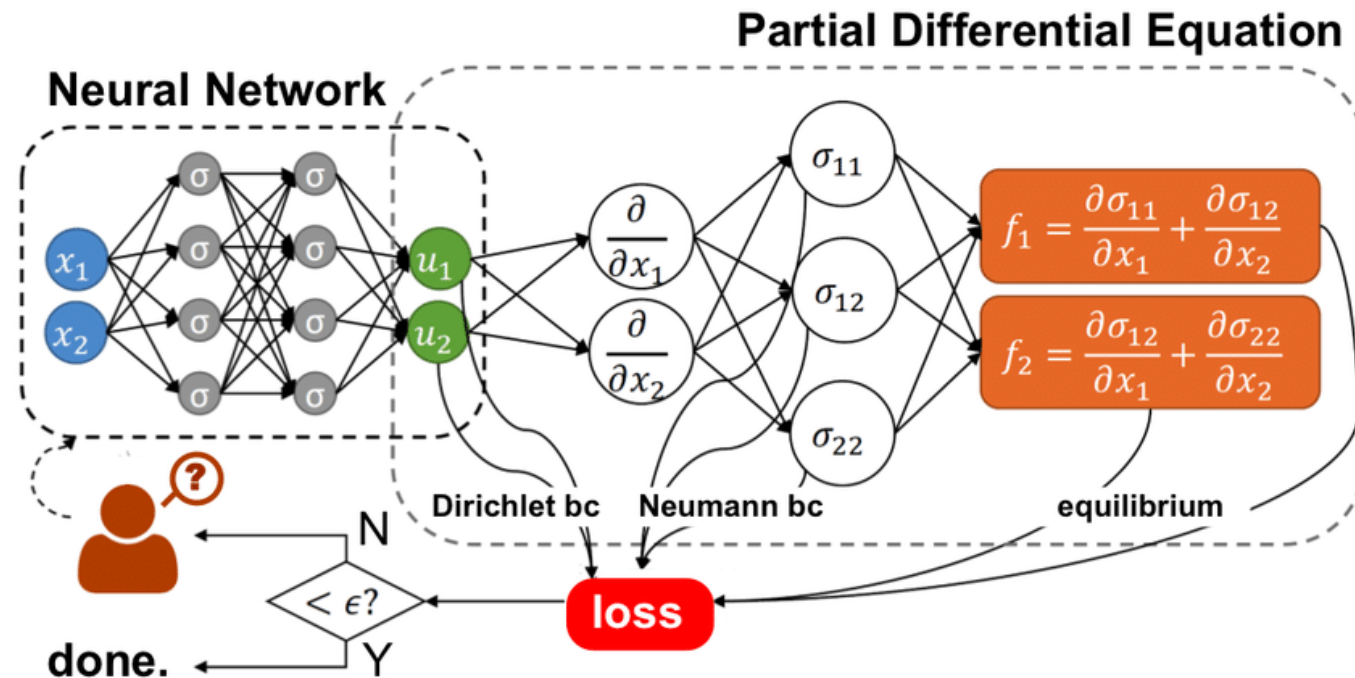 Partial Differential Equation
Neural Network
x₁
x₂
σ
σ
σ
σ
σ
σ
σ
σ
u₁
u₂
∂/∂x₁
∂/∂x₂
σ₁₁
σ₁₂
σ₂₂
f₁ = ∂σ₁₁/∂x₁ + ∂σ₁₂/∂x₂
f₂ = ∂σ₁₂/∂x₁ + ∂σ₂₂/∂x₂
?
Dirichlet bc
Neumann bc
equilibrium
N
< ϵ?
loss
Y
done.